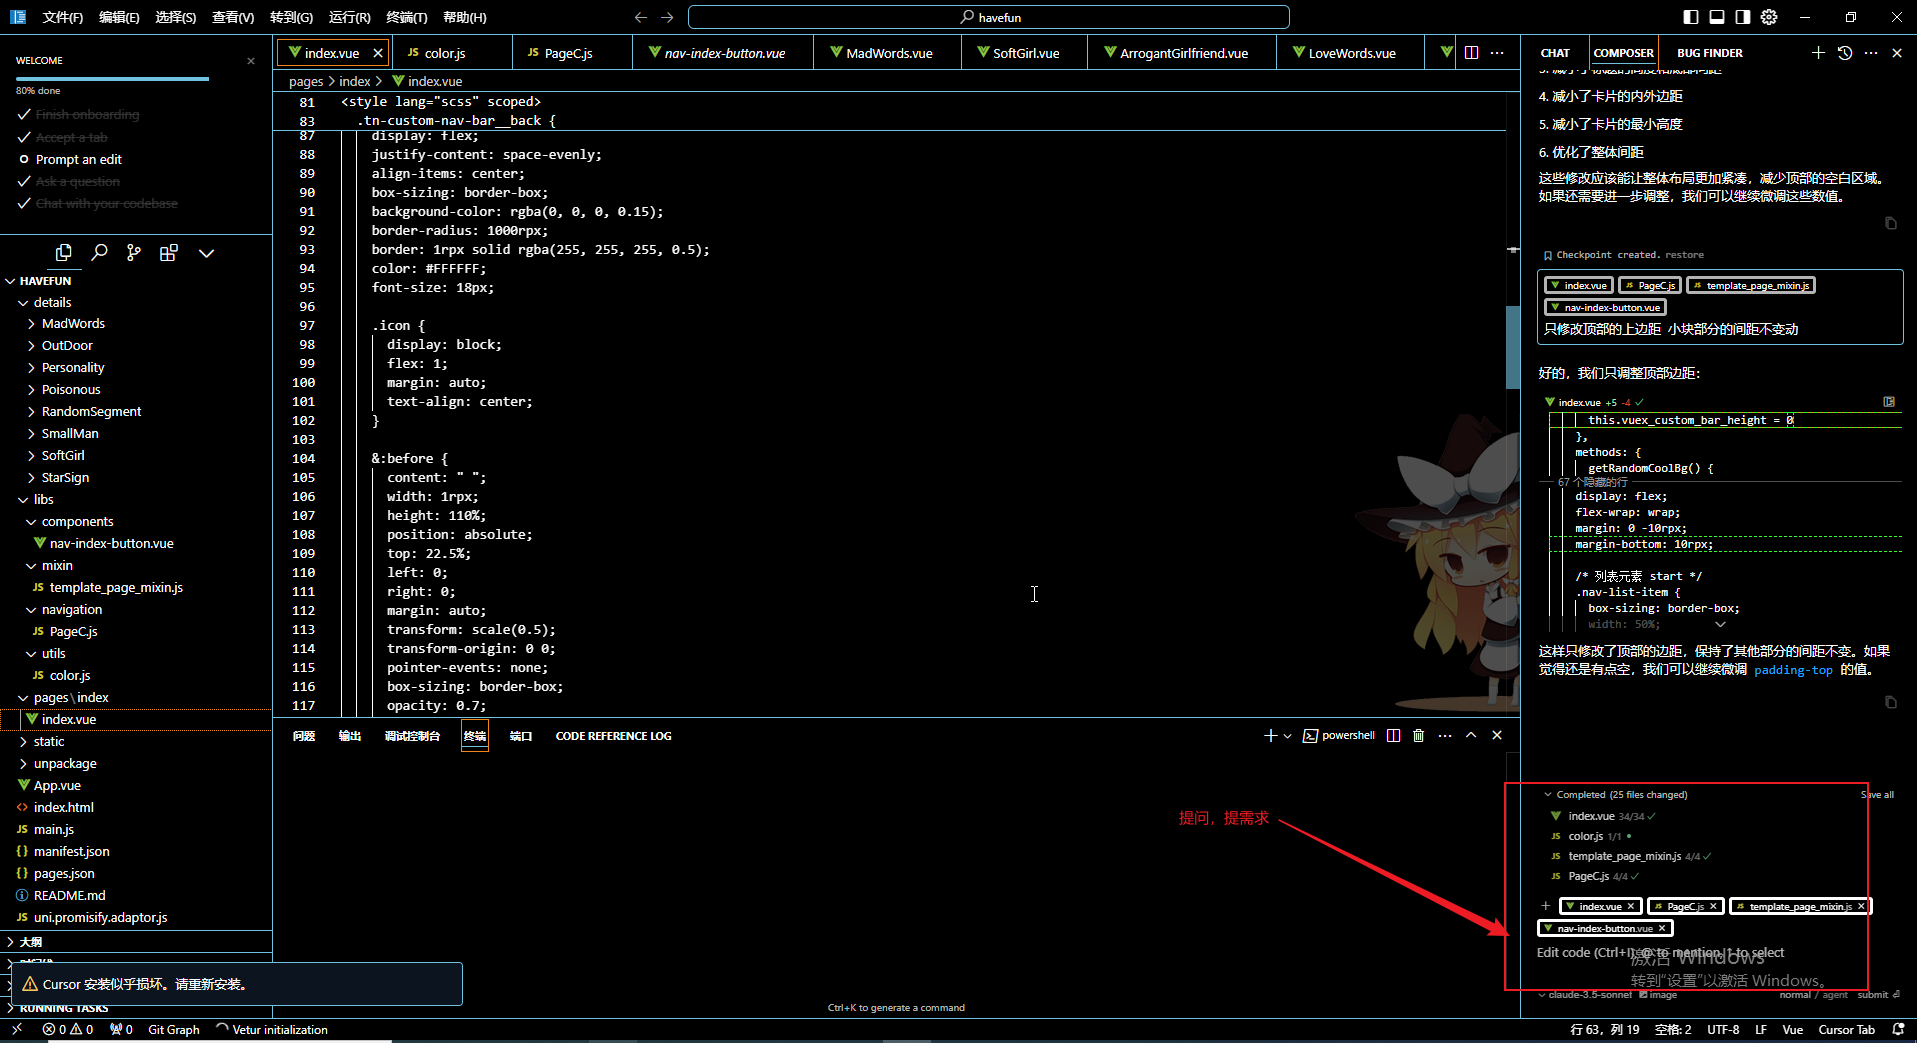 文件(F) 编辑(E) 选择(S) 查看(V) 转到(G) 运行(R) 终端(T) 帮助(H)
havefun
WELCOME
80% done
Finish onboarding
Accept a tab
Prompt an edit
Ask a question
Chat with your codebase
HAVEFUN
details
MadWords
OutDoor
Personality
Poisonous
RandomSegment
SmallMan
SoftGirl
StarSign
libs
components
nav-index-button.vue
mixin
JS template_page_mixin.js
navigation
JS PageC.js
utils
JS color.js
pages\index
index.vue
static
unpackage
App.vue
<> index.html
JS main.js
{} manifest.json
{} pages.json
README.md
JS uni.promisify.adaptor.js
大纲
Cursor 安装似乎损坏。请重新安装。
RUNNING TASKS
index.vue JS color.js JS PageC.js nav-index-button.vue MadWords.vue SoftGirl.vue ArrogantGirlfriend.vue LoveWords.vue
pages > index > index.vue
81 <style lang="scss" scoped>
83 .tn-custom-nav-bar__back {
87 display: flex;
88 justify-content: space-evenly;
89 align-items: center;
90 box-sizing: border-box;
91 background-color: rgba(0, 0, 0, 0.15);
92 border-radius: 1000rpx;
93 border: 1rpx solid rgba(255, 255, 255, 0.5);
94 color: #FFFFFF;
95 font-size: 18px;
96
97 .icon {
98 display: block;
99 flex: 1;
100 margin: auto;
101 text-align: center;
102 }
103
104 &:before {
105 content: " ";
106 width: 1rpx;
107 height: 110%;
108 position: absolute;
109 top: 22.5%;
110 left: 0;
111 right: 0;
112 margin: auto;
113 transform: scale(0.5);
114 transform-origin: 0 0;
115 pointer-events: none;
116 box-sizing: border-box;
117 opacity: 0.7;
问题 输出 调试控制台 终端 端口 CODE REFERENCE LOG
powershell
提问，提需求
Ctrl+K to generate a command
CHAT COMPOSER BUG FINDER
3. 减小了标题的高度和底部间距
4. 减小了卡片的内外边距
5. 减小了卡片的最小高度
6. 优化了整体间距
这些修改应该能让整体布局更加紧凑，减少顶部的空白区域。
如果还需要进一步调整，我们可以继续微调这些数值。
Checkpoint created. restore
index.vue JS PageC.js JS template_page_mixin.js
nav-index-button.vue
只修改顶部的上边距 小块部分的间距不变动
好的，我们只调整顶部边距：
index.vue +5 -4
this.vuex_custom_bar_height = 0
},
methods: {
getRandomCoolBg() {
67 个隐藏的行
display: flex;
flex-wrap: wrap;
margin: 0 -10rpx;
margin-bottom: 10rpx;
/* 列表元素 start */
.nav-list-item {
box-sizing: border-box;
width: 50%;
这样只修改了顶部的边距，保持了其他部分的间距不变。如果
觉得还是有点空，我们可以继续微调 padding-top 的值。
Completed (25 files changed) Save all
index.vue 34/34
JS color.js 1/1
JS template_page_mixin.js 4/4
JS PageC.js 4/4
index.vue JS PageC.js JS template_page_mixin.js
nav-index-button.vue
Edit code (Ctrl+I), @ to mention, ↑ to select
激活 Windows
转到"设置"以激活 Windows。
claude-3.5-sonnet image normal / agent submit
0 0 0 Git Graph Vetur initialization
行 63，列 19 空格: 2 UTF-8 LF Vue Cursor Tab